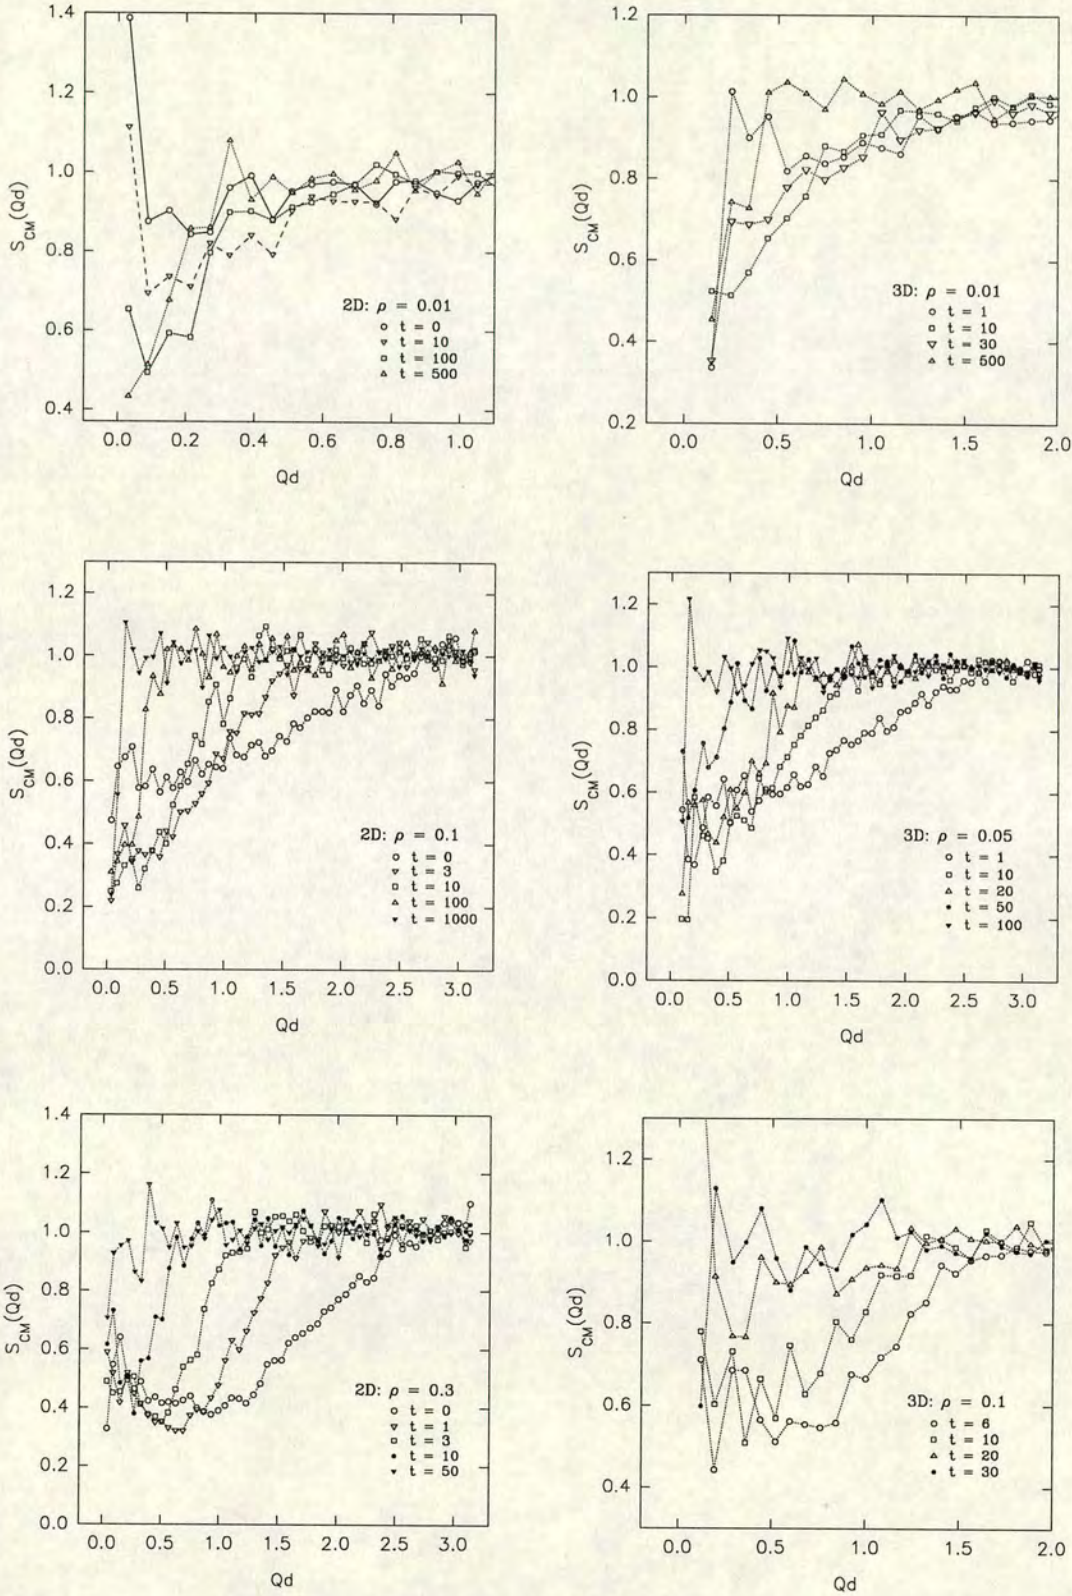 1.4
1.2
1.0
0.8
0.6
0.4
S_CM(Qd)
2D: ρ = 0.01
t = 0
t = 10
t = 100
t = 500
0.0 0.2 0.4 0.6 0.8 1.0
Qd
1.2
1.0
0.8
0.6
0.4
0.2
S_CM(Qd)
3D: ρ = 0.01
t = 1
t = 10
t = 30
t = 500
0.0 0.5 1.0 1.5 2.0
Qd
1.2
1.0
0.8
0.6
0.4
0.2
0.0
S_CM(Qd)
2D: ρ = 0.1
t = 0
t = 3
t = 10
t = 100
t = 1000
0.0 0.5 1.0 1.5 2.0 2.5 3.0
Qd
1.2
1.0
0.8
0.6
0.4
0.2
0.0
S_CM(Qd)
3D: ρ = 0.05
t = 1
t = 10
t = 20
t = 50
t = 100
0.0 0.5 1.0 1.5 2.0 2.5 3.0
Qd
1.4
1.2
1.0
0.8
0.6
0.4
0.2
0.0
S_CM(Qd)
2D: ρ = 0.3
t = 0
t = 1
t = 3
t = 10
t = 50
0.0 0.5 1.0 1.5 2.0 2.5 3.0
Qd
1.2
1.0
0.8
0.6
0.4
S_CM(Qd)
3D: ρ = 0.1
t = 6
t = 10
t = 20
t = 30
0.0 0.5 1.0 1.5 2.0
Qd